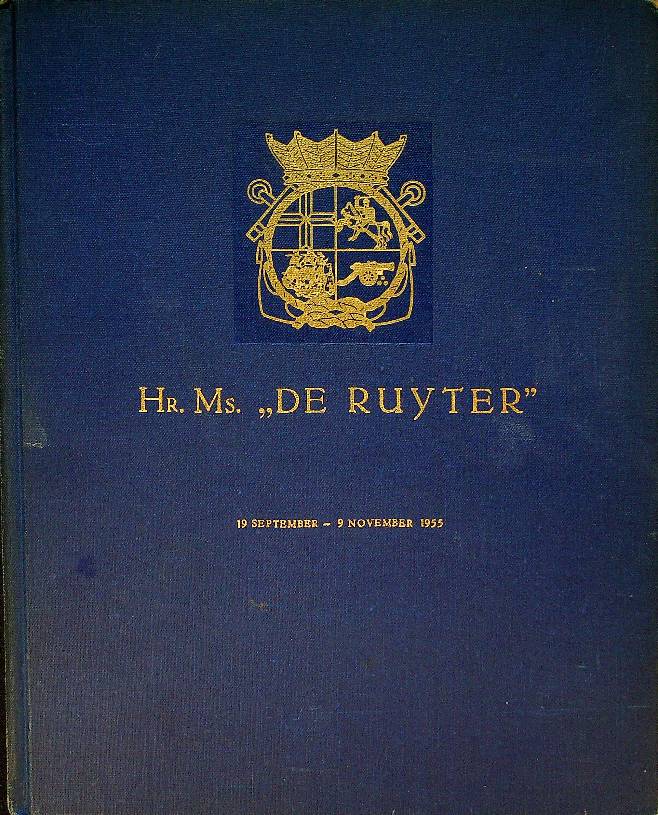 Hr. Ms. „DE RUYTER”
19 SEPTEMBER – 9 NOVEMBER 1955